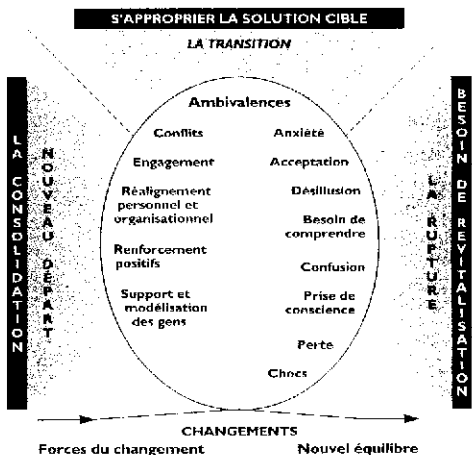 S'APPROPRIER LA SOLUTION CIBLE
LA TRANSITION
LA CONSOLIDATION
NOUVEAU DÉPART
Ambivalences
Conflits
Engagement
Réalignement
personnel et
organisationnel
Renforcement
positifs
Support et
modélisation
des gens
Anxiété
Acceptation
Désillusion
Besoin de
comprendre
Confusion
Prise de
conscience
Perte
Chocs
LA RUPTURE
BESOIN DE REVITALISATION
CHANGEMENTS
Forces du changement
Nouvel équilibre